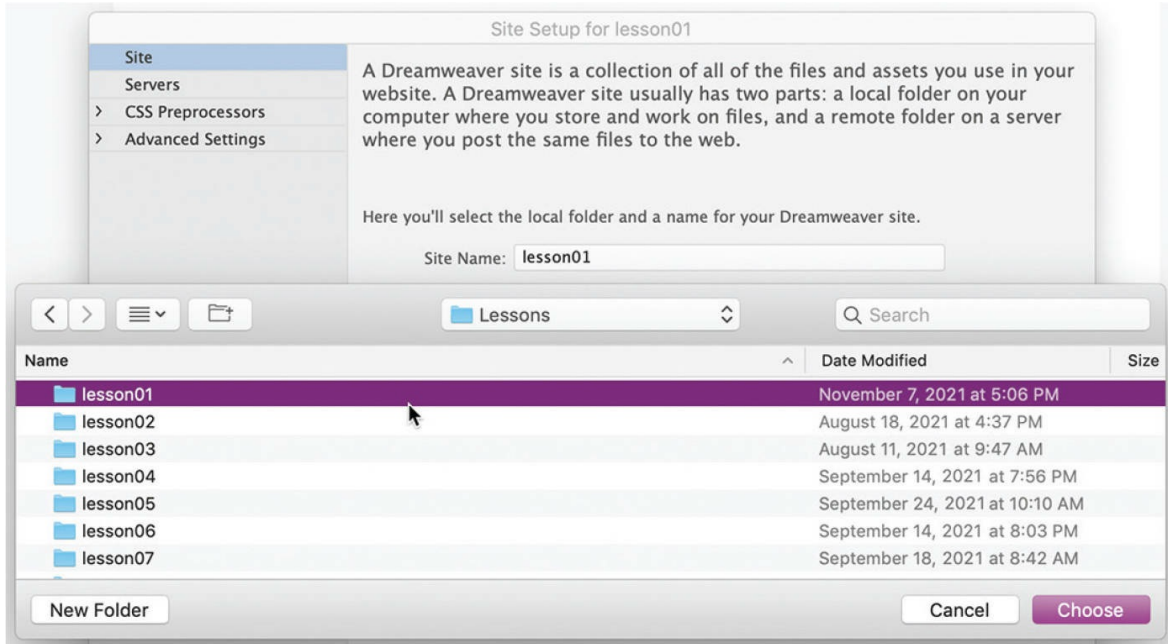 Site Setup for lesson01
Site
Servers
CSS Preprocessors
Advanced Settings
A Dreamweaver site is a collection of all of the files and assets you use in your
website. A Dreamweaver site usually has two parts: a local folder on your
computer where you store and work on files, and a remote folder on a server
where you post the same files to the web.
Here you'll select the local folder and a name for your Dreamweaver site.
Site Name: lesson01
Lessons
Search
Name Date Modified Size
lesson01 November 7, 2021 at 5:06 PM
lesson02 August 18, 2021 at 4:37 PM
lesson03 August 11, 2021 at 9:47 AM
lesson04 September 14, 2021 at 7:56 PM
lesson05 September 24, 2021 at 10:10 AM
lesson06 September 14, 2021 at 8:03 PM
lesson07 September 18, 2021 at 8:42 AM
New Folder Cancel Choose